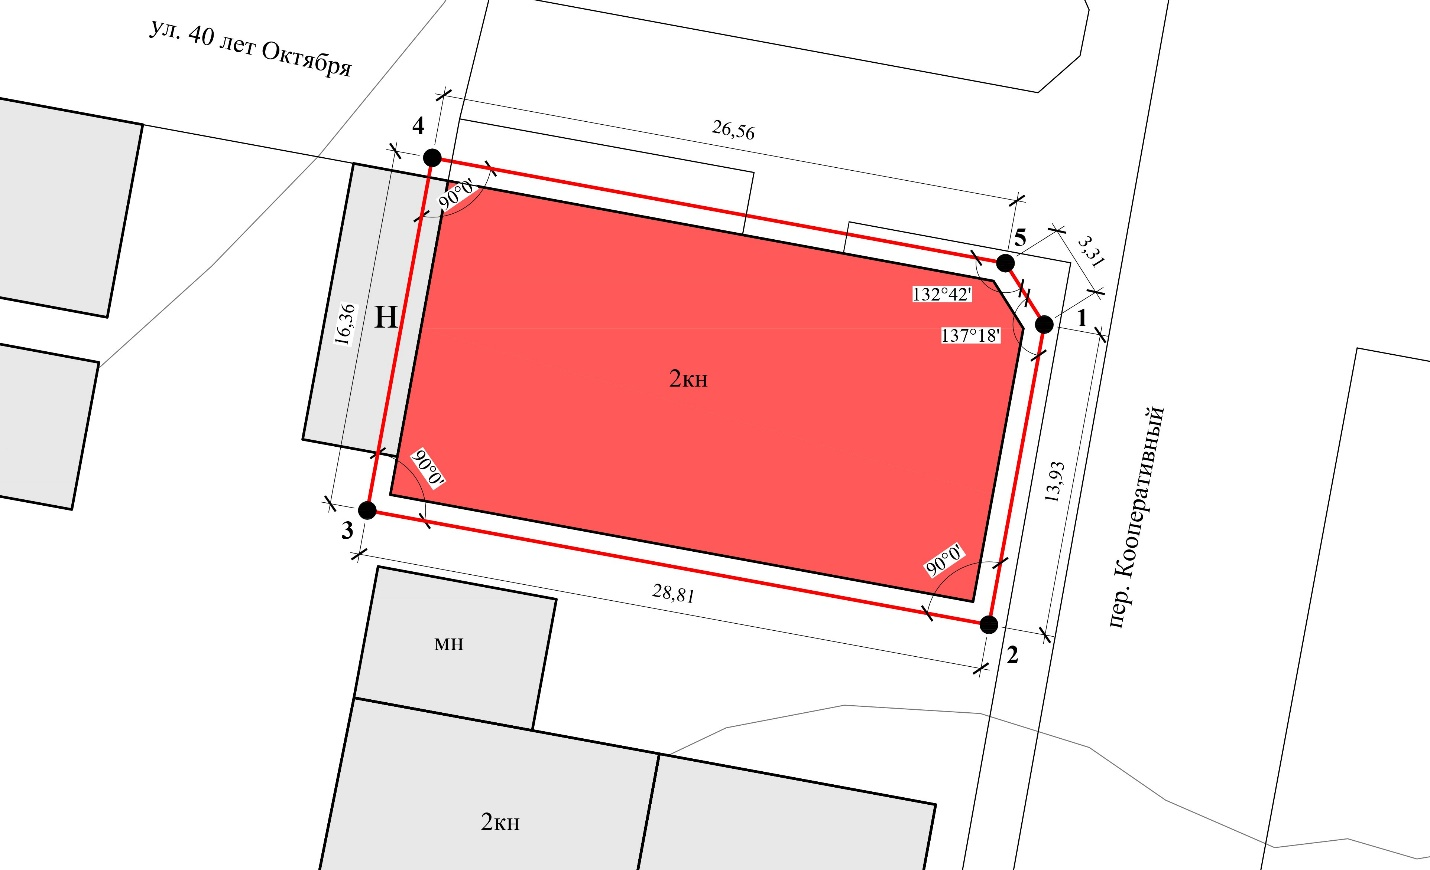 ул. 40 лет Октября
4
26,56
90°0'
5
3,31
132°42'
1
137°18'
16,36
Н
2кн
90°0'
13,93
пер. Кооперативный
3
90°0'
28,81
2
мн
2кн